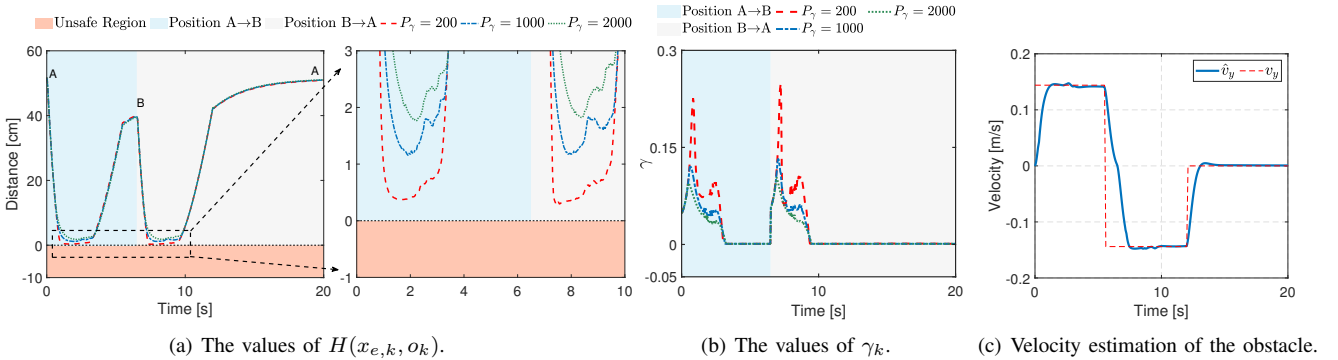 Unsafe Region Position A→B Position B→A P_γ = 200 P_γ = 1000 P_γ = 2000
60
50
40
20
0
-10
Distance [cm]
A
B
A
0
10
20
Time [s]
3
2
1
0
-1
0
2
4
6
8
10
Time [s]
(a) The values of H(x_{e,k}, o_k).
Position A→B P_γ = 200 P_γ = 2000
Position B→A P_γ = 1000
0.3
0.15
0
-0.05
γ
0
10
20
Time [s]
(b) The values of γ_k.
0.2
0.1
0
-0.1
-0.2
Velocity [m/s]
v̂_y v_y
0
10
20
Time [s]
(c) Velocity estimation of the obstacle.